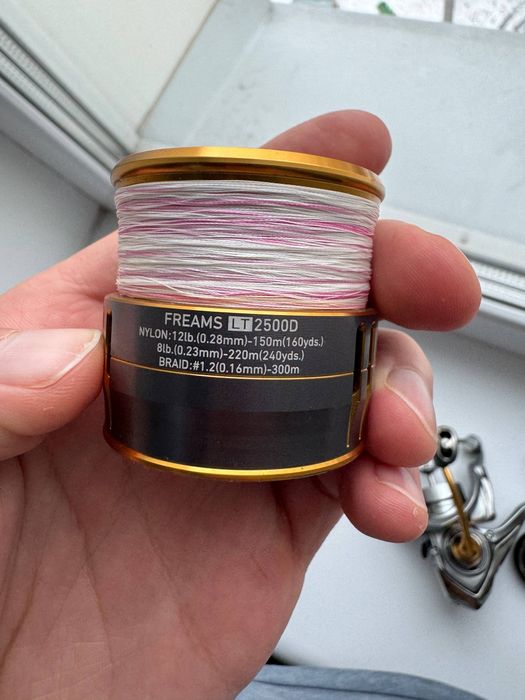 FREAMS LT 2500D
NYLON:12lb.(0.28mm)-150m(160yds.)
8lb.(0.23mm)-220m(240yds.)
BRAID:#1.2(0.16mm)-300m